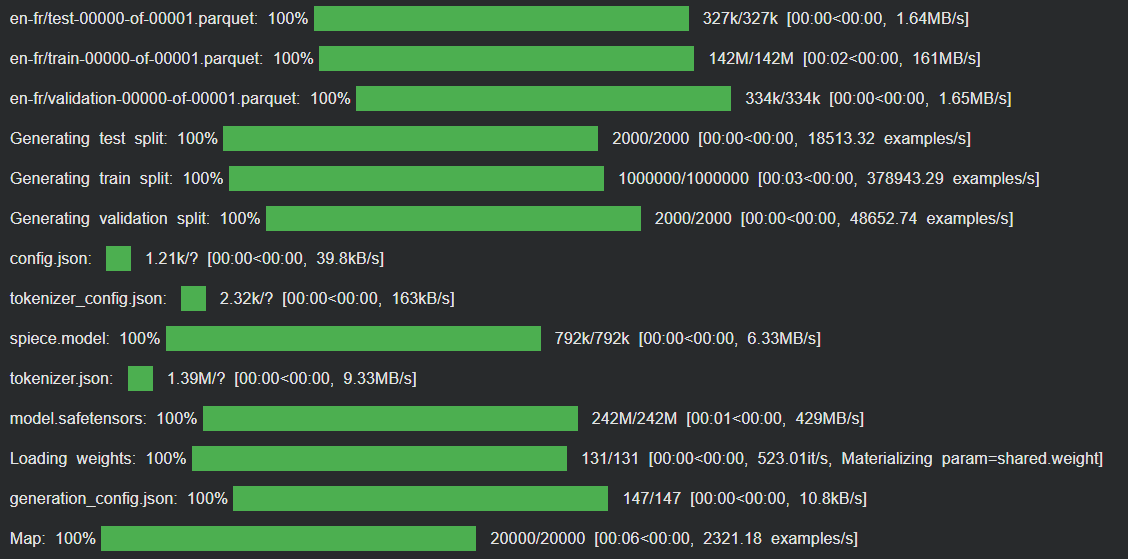 en-fr/test-00000-of-00001.parquet: 100% 327k/327k [00:00<00:00, 1.64MB/s]
en-fr/train-00000-of-00001.parquet: 100% 142M/142M [00:02<00:00, 161MB/s]
en-fr/validation-00000-of-00001.parquet: 100% 334k/334k [00:00<00:00, 1.65MB/s]
Generating test split: 100% 2000/2000 [00:00<00:00, 18513.32 examples/s]
Generating train split: 100% 1000000/1000000 [00:03<00:00, 378943.29 examples/s]
Generating validation split: 100% 2000/2000 [00:00<00:00, 48652.74 examples/s]
config.json: 1.21k/? [00:00<00:00, 39.8kB/s]
tokenizer_config.json: 2.32k/? [00:00<00:00, 163kB/s]
spiece.model: 100% 792k/792k [00:00<00:00, 6.33MB/s]
tokenizer.json: 1.39M/? [00:00<00:00, 9.33MB/s]
model.safetensors: 100% 242M/242M [00:01<00:00, 429MB/s]
Loading weights: 100% 131/131 [00:00<00:00, 523.01it/s, Materializing param=shared.weight]
generation_config.json: 100% 147/147 [00:00<00:00, 10.8kB/s]
Map: 100% 20000/20000 [00:06<00:00, 2321.18 examples/s]